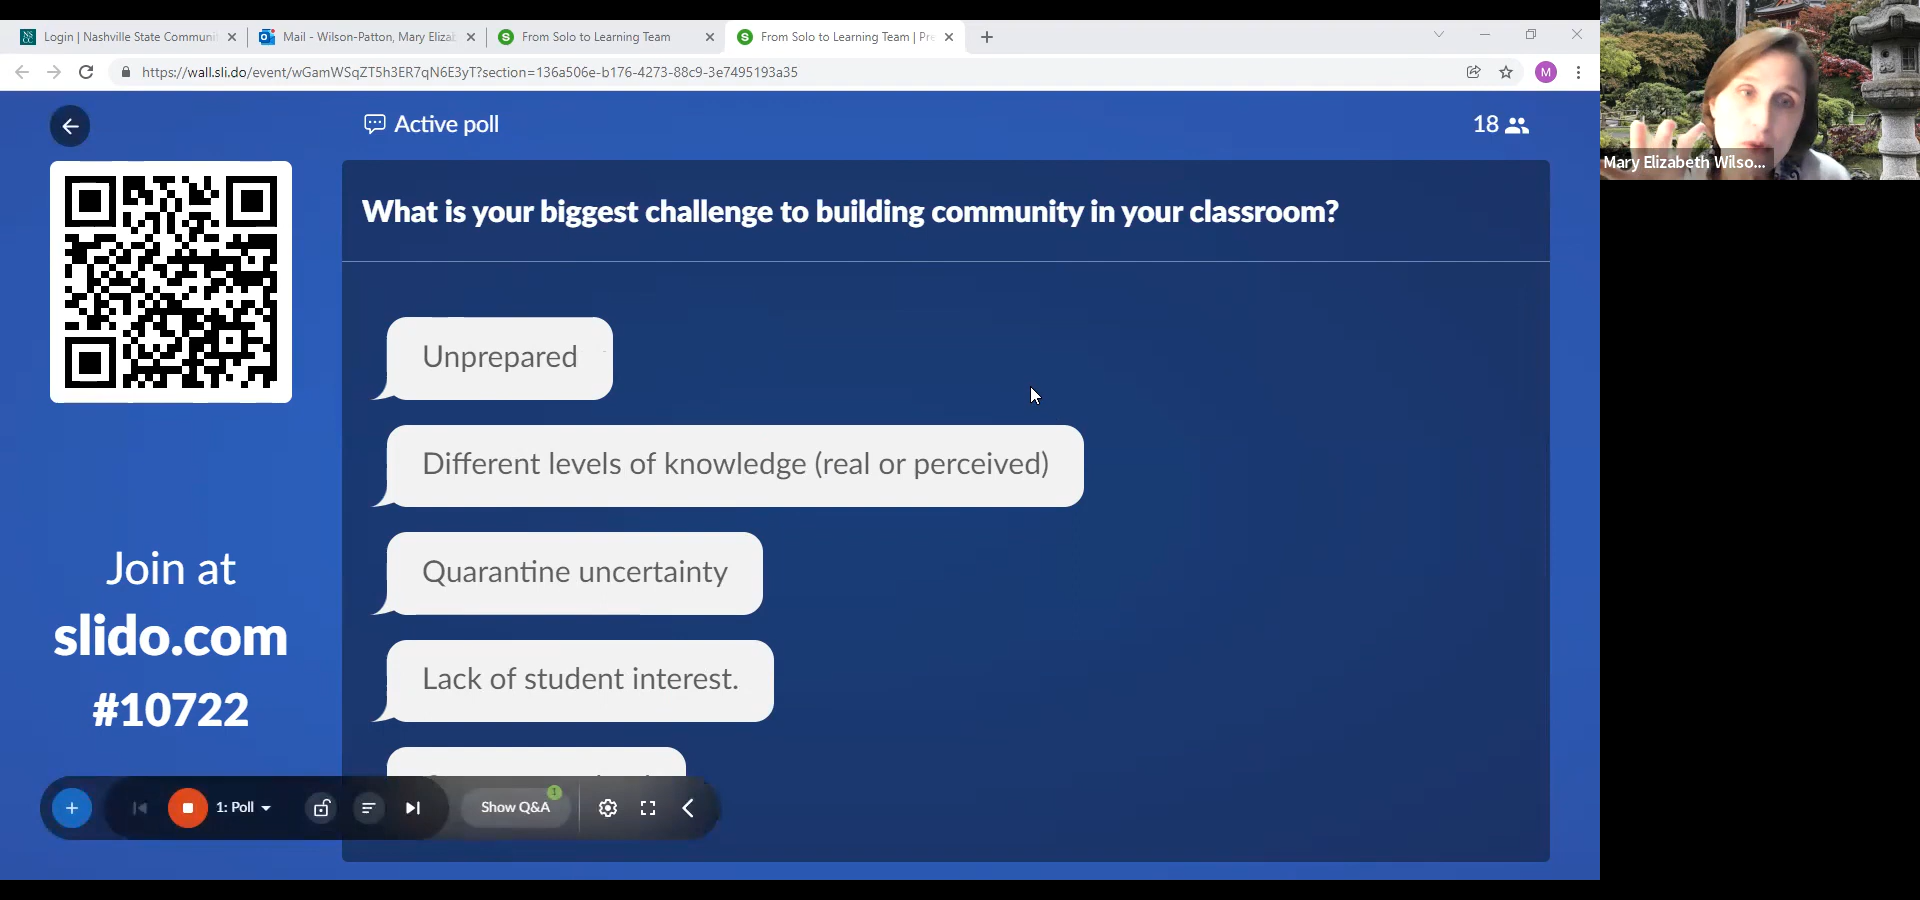 Login | Nashville State Communi
Mail - Wilson-Patton, Mary Elizab
From Solo to Learning Team
From Solo to Learning Team | Pre
https://wall.sli.do/event/wGamWSqZT5h3ER7qN6E3yT?section=136a506e-b176-4273-88c9-3e7495193a35
M
Active poll
18
What is your biggest challenge to building community in your classroom?
Unprepared
Different levels of knowledge (real or perceived)
Quarantine uncertainty
Lack of student interest.
Join at
slido.com
#10722
1: Poll
Show Q&A
1
Mary Elizabeth Wilso...